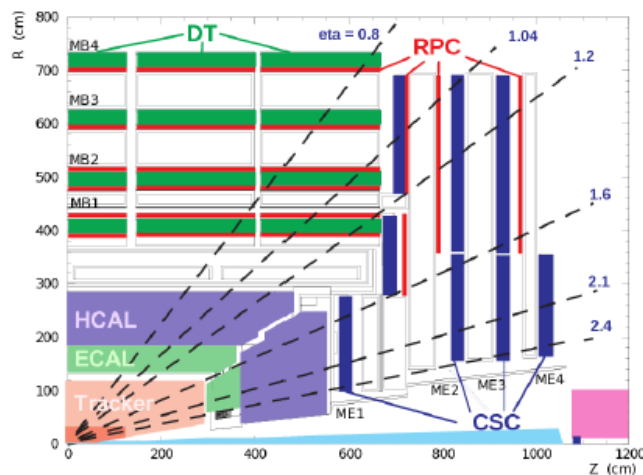 R (cm)
800
700
600
500
400
300
200
100
0
MB4
MB3
MB2
MB1
DT
eta = 0.8
RPC
1.04
1.2
1.6
2.1
2.4
HCAL
ECAL
Tracker
ME1
ME2
ME3
ME4
CSC
0
200
400
600
800
1000
1200
Z (cm)